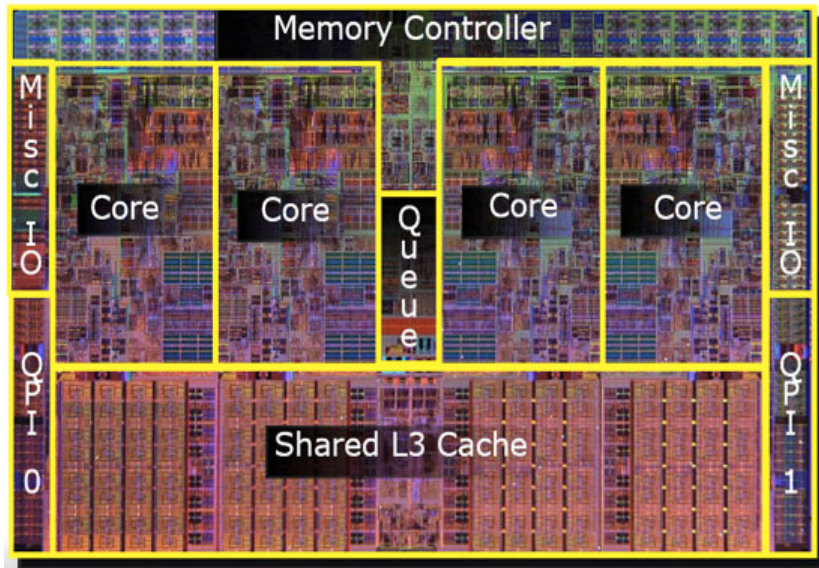 Memory Controller
Misc IO
Core
Core
Queue
Core
Core
Misc IO
QPI 0
Shared L3 Cache
QPI 1